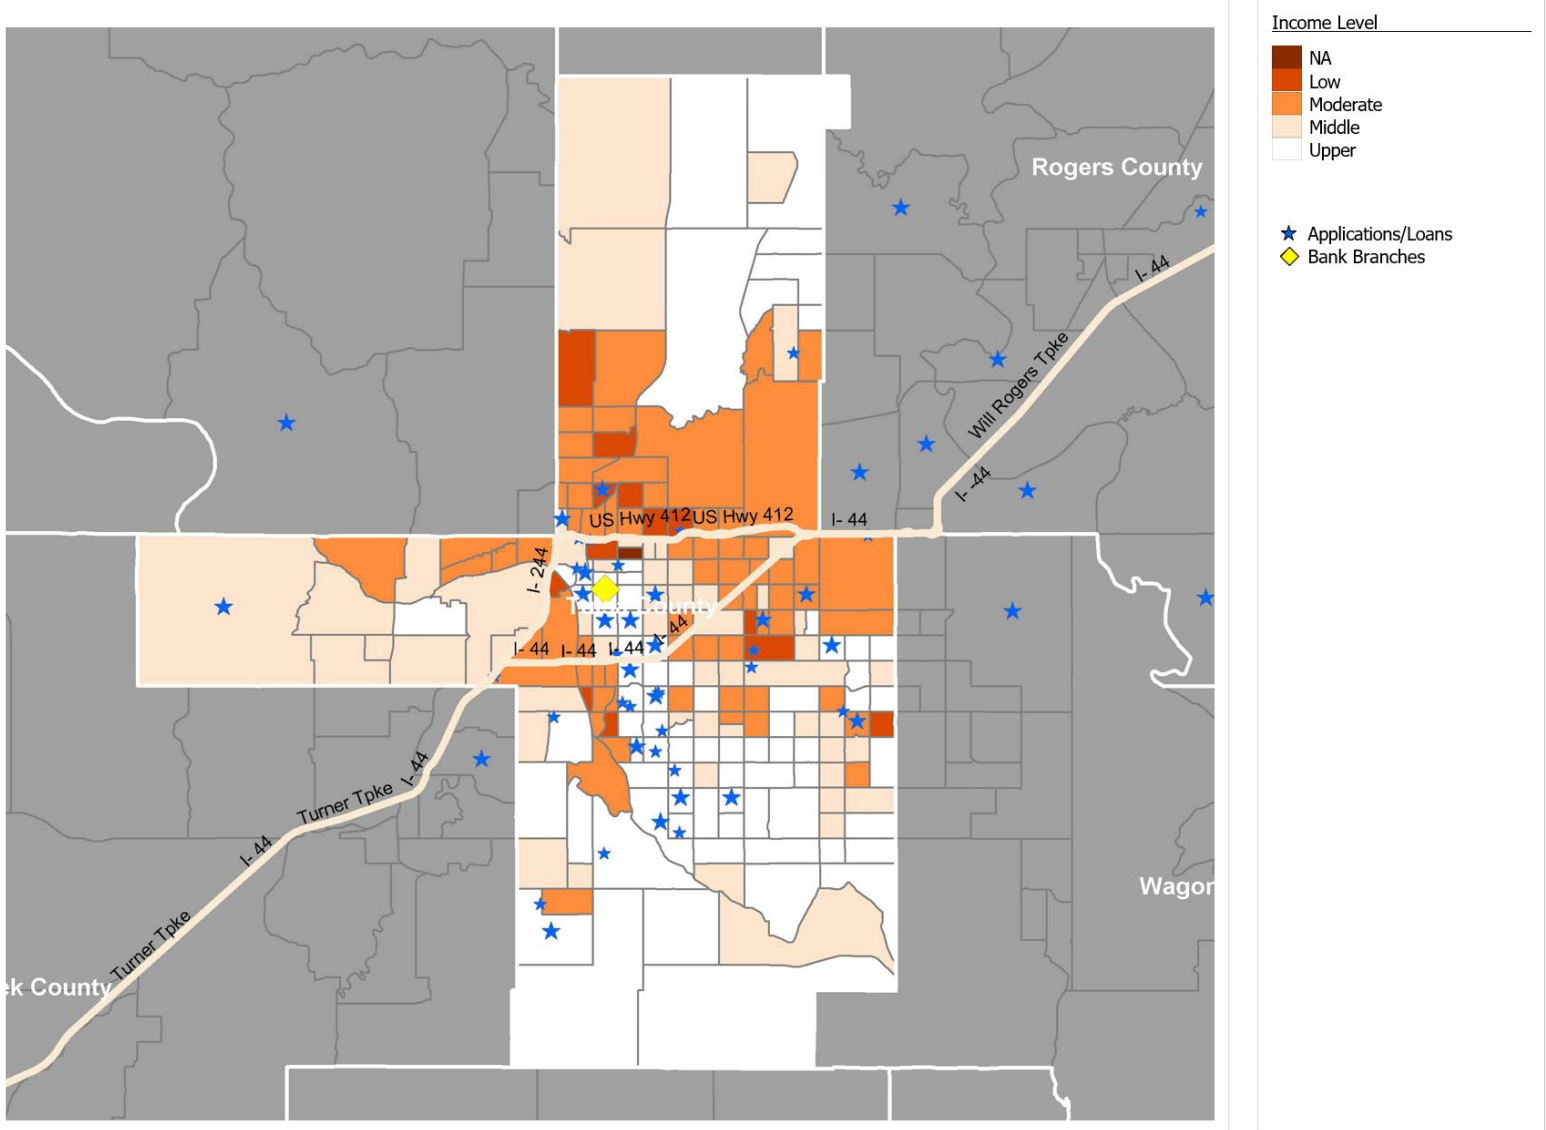 Income Level
NA
Low
Moderate
Middle
Upper
Applications/Loans
Bank Branches
Rogers County
I- 44
Will Rogers Tpke
I- -44
US Hwy 412 US Hwy 412
I- 44
I- 244
Tulsa County
I- 44
I- 44 I- 44 I- 44
I- 44
Turner Tpke
I- 44
Wagon
Turner Tpke
ek County